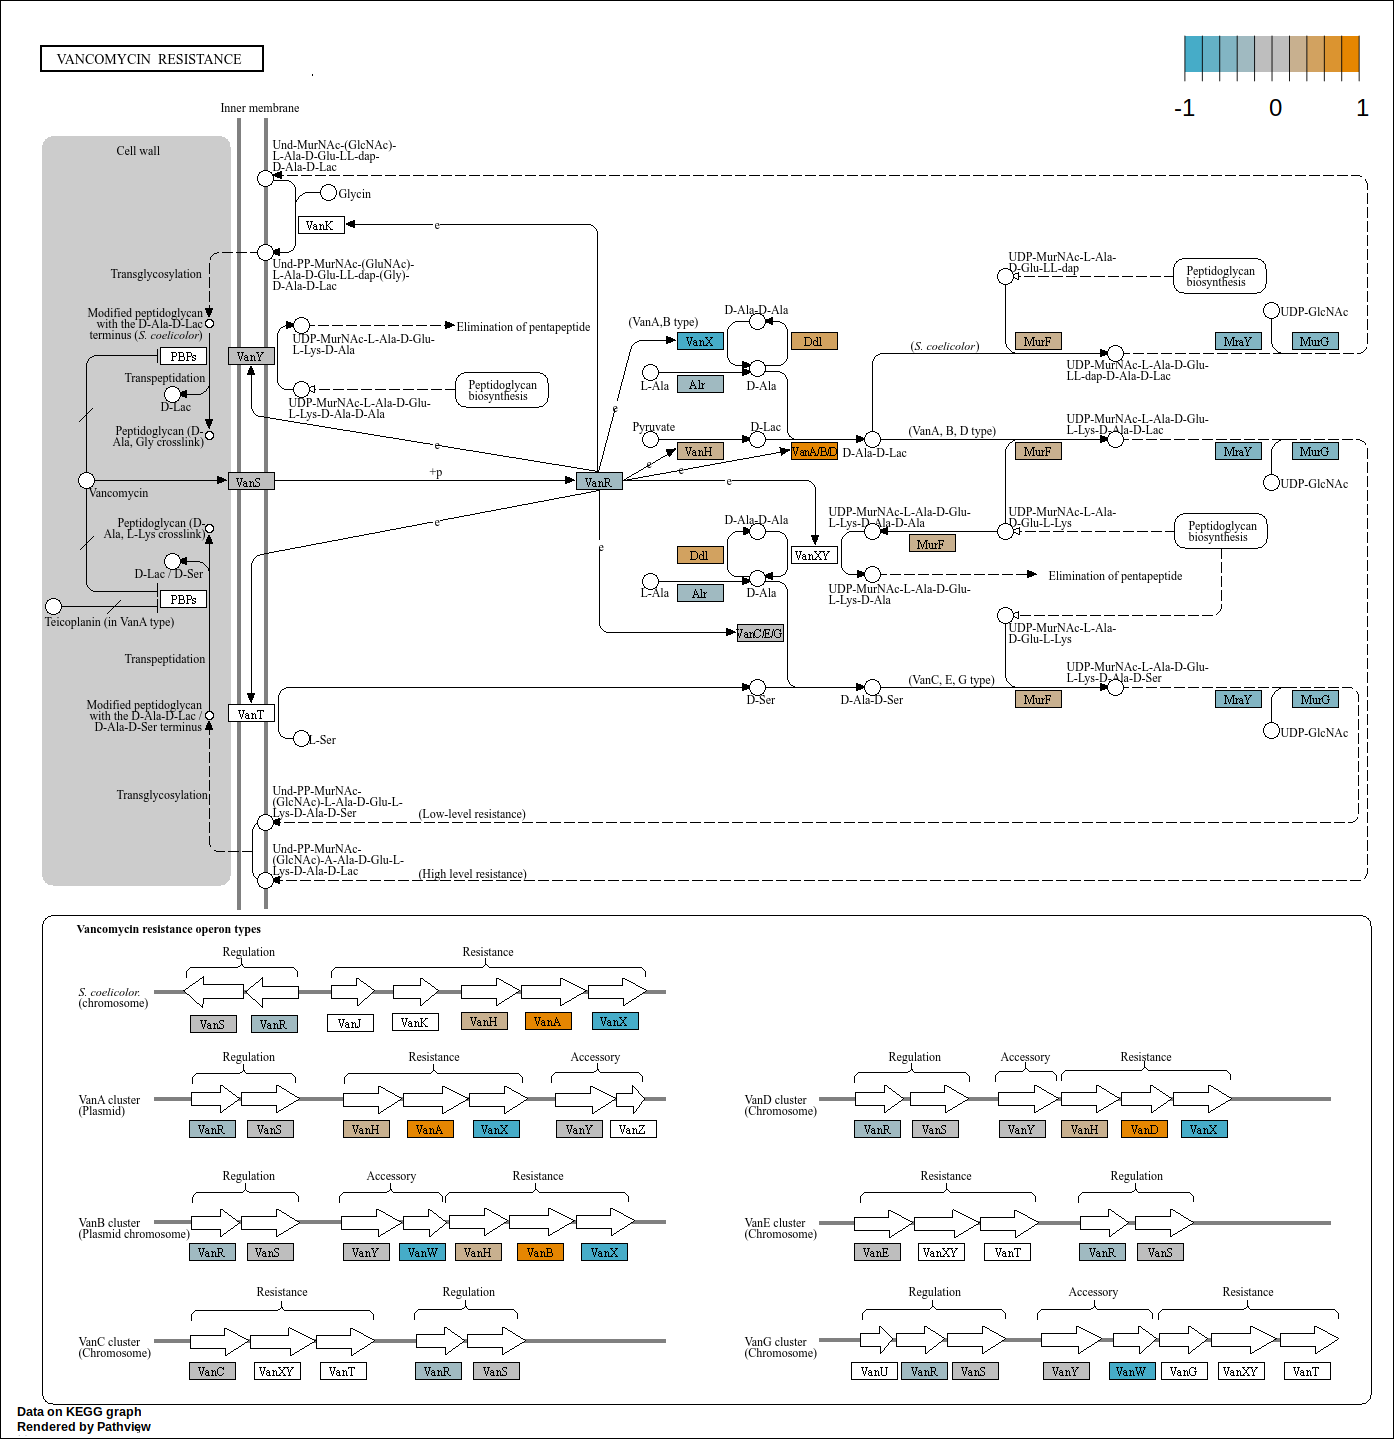 VANCOMYCIN RESISTANCE
-1 0 1
Inner membrane
Cell wall
Und-MurNAc-(GlcNAc)-
L-Ala-D-Glu-LL-dap-
D-Ala-D-Lac
Glycin
VanK
e
Und-PP-MurNAc-(GluNAc)-
L-Ala-D-Glu-LL-dap-(Gly)-
D-Ala-D-Lac
Transglycosylation
Modified peptidoglycan
with the D-Ala-D-Lac
terminus (S. coelicolor)
PBPs
VanY
Transpeptidation
D-Lac
Peptidoglycan (D-
Ala, Gly crosslink)
UDP-MurNAc-L-Ala-D-Glu-
L-Lys-D-Ala
Elimination of pentapeptide
UDP-MurNAc-L-Ala-D-Glu-
L-Lys-D-Ala-D-Ala
Peptidoglycan
biosynthesis
e
+p
e
Vancomycin
VanS
VanR
Peptidoglycan (D-
Ala, L-Lys crosslink)
D-Lac / D-Ser
PBPs
Teicoplanin (in VanA type)
Transpeptidation
Modified peptidoglycan
with the D-Ala-D-Lac /
D-Ala-D-Ser terminus
VanT
L-Ser
Transglycosylation
(VanA,B type)
VanX
D-Ala-D-Ala
Ddl
L-Ala
Alr
D-Ala
e
Pyruvate
VanH
D-Lac
VanA/B/D
D-Ala-D-Lac
e
e
e
e
(S. coelicolor)
(VanA, B, D type)
UDP-MurNAc-L-Ala-
D-Glu-LL-dap
Peptidoglycan
biosynthesis
UDP-GlcNAc
MurF
MraY
MurG
UDP-MurNAc-L-Ala-D-Glu-
LL-dap-D-Ala-D-Lac
UDP-MurNAc-L-Ala-D-Glu-
L-Lys-D-Ala-D-Lac
MurF
MraY
MurG
UDP-GlcNAc
D-Ala-D-Ala
Ddl
VanXY
L-Ala
Alr
D-Ala
VanC/E/G
UDP-MurNAc-L-Ala-D-Glu-
L-Lys-D-Ala-D-Ala
MurF
UDP-MurNAc-L-Ala-
D-Glu-L-Lys
Peptidoglycan
biosynthesis
UDP-MurNAc-L-Ala-D-Glu-
L-Lys-D-Ala
Elimination of pentapeptide
UDP-MurNAc-L-Ala-
D-Glu-L-Lys
D-Ser
D-Ala-D-Ser
(VanC, E, G type)
UDP-MurNAc-L-Ala-D-Glu-
L-Lys-D-Ala-D-Ser
MurF
MraY
MurG
UDP-GlcNAc
Und-PP-MurNAc-
(GlcNAc)-L-Ala-D-Glu-L-
Lys-D-Ala-D-Ser
(Low-level resistance)
Und-PP-MurNAc-
(GlcNAc)-A-Ala-D-Glu-L-
Lys-D-Ala-D-Lac
(High level resistance)
Vancomycin resistance operon types
Regulation Resistance
S. coelicolor.
(chromosome)
VanS VanR VanJ VanK VanH VanA VanX
Regulation Resistance Accessory
VanA cluster
(Plasmid)
VanR VanS VanH VanA VanX VanY VanZ
Regulation Accessory Resistance
VanD cluster
(Chromosome)
VanR VanS VanY VanH VanD VanX
Regulation Accessory Resistance
VanB cluster
(Plasmid chromosome)
VanR VanS VanY VanW VanH VanB VanX
Resistance Regulation
VanE cluster
(Chromosome)
VanE VanXY VanT VanR VanS
Resistance Regulation
VanC cluster
(Chromosome)
VanC VanXY VanT VanR VanS
Regulation Accessory Resistance
VanG cluster
(Chromosome)
VanU VanR VanS VanY VanW VanG VanXY VanT
Data on KEGG graph
Rendered by Pathview